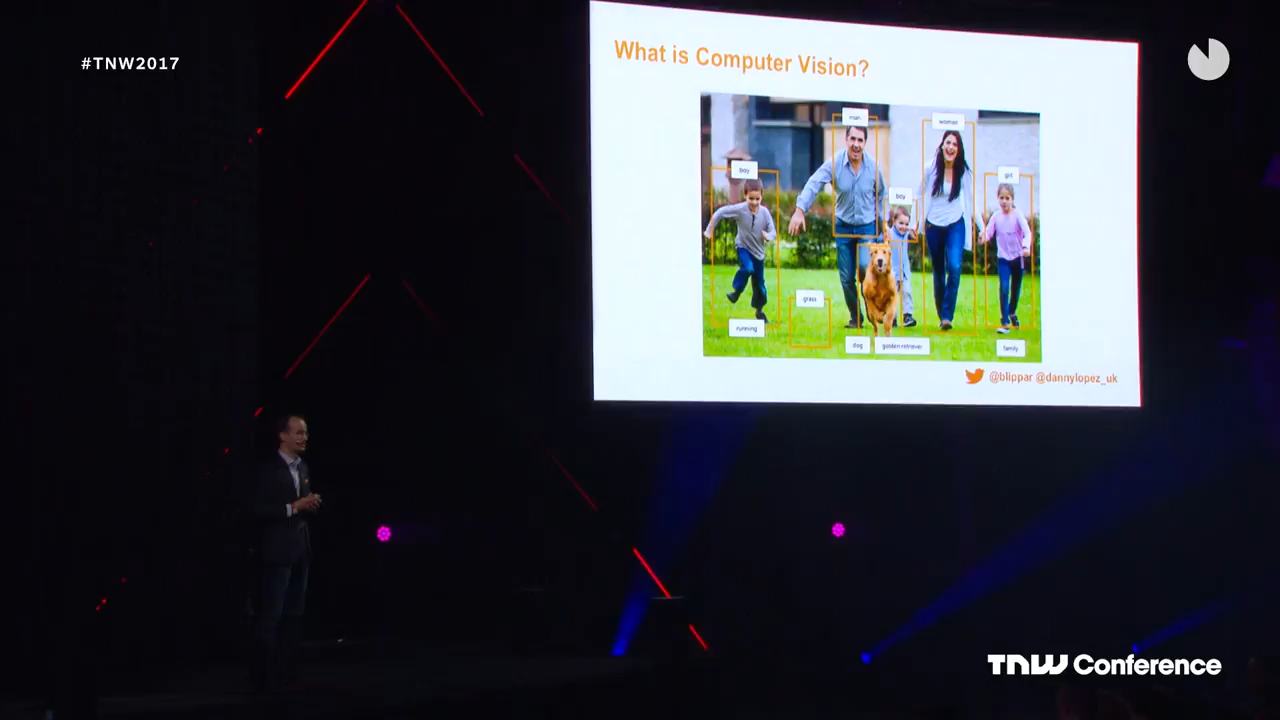 #TNW2017
What is Computer Vision?
man
woman
boy
girl
boy
grass
running
dog
golden retriever
family
@blippar @dannylopez_uk
TNW Conference